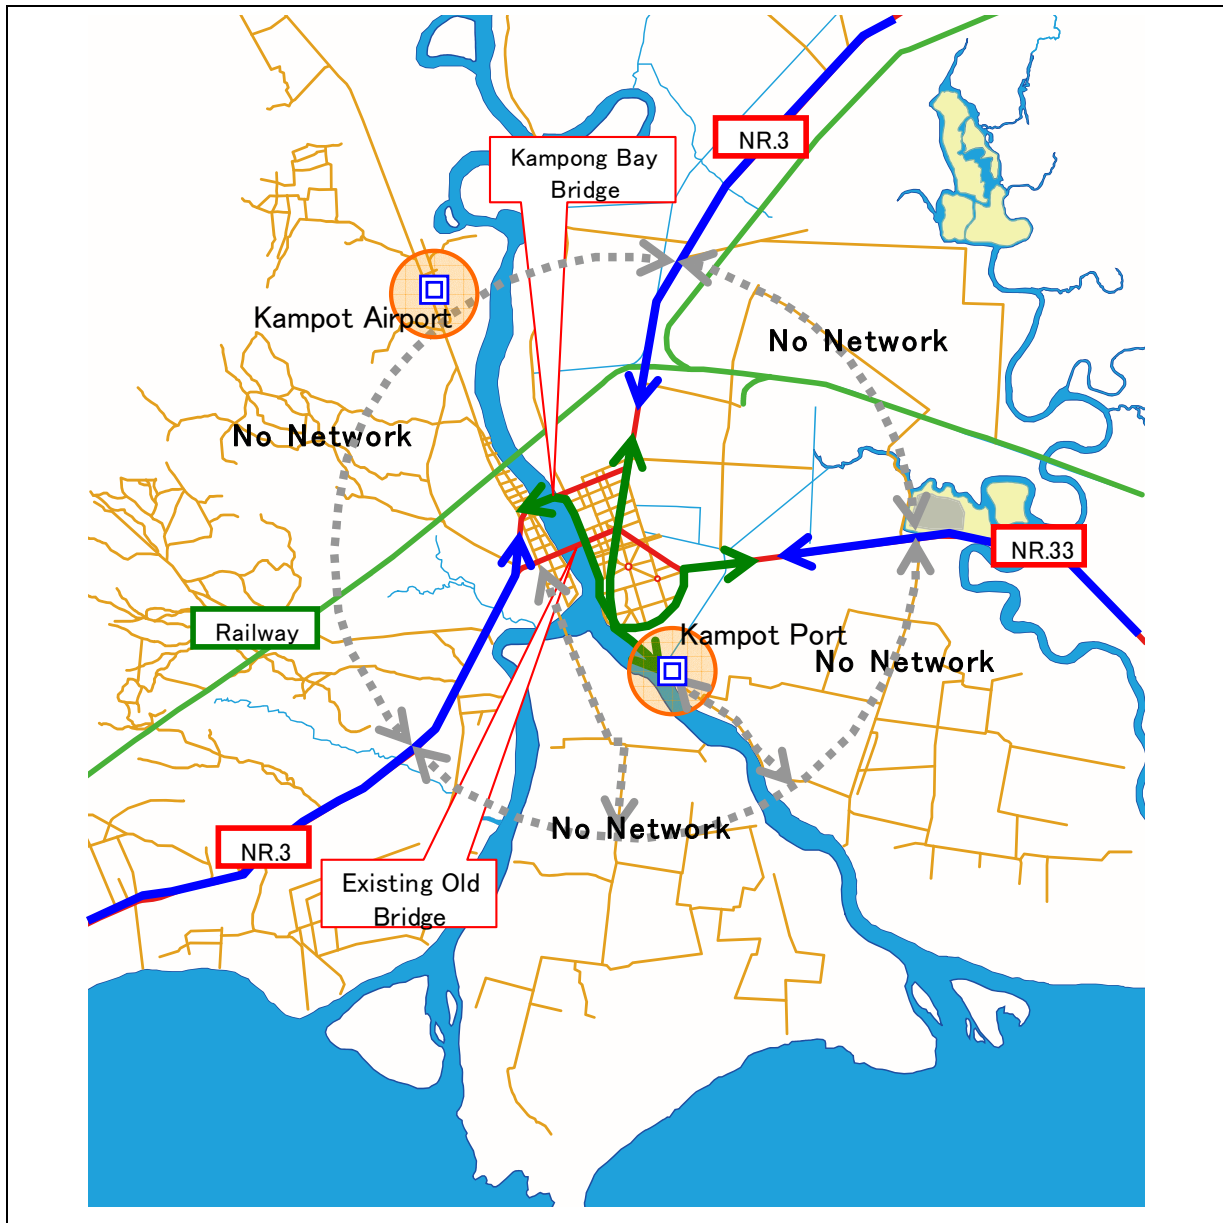 NR.3
Kampong Bay
Bridge
Kampot Airport
No Network
No Network
NR.33
Railway
Kampot Port
No Network
No Network
NR.3
Existing Old
Bridge